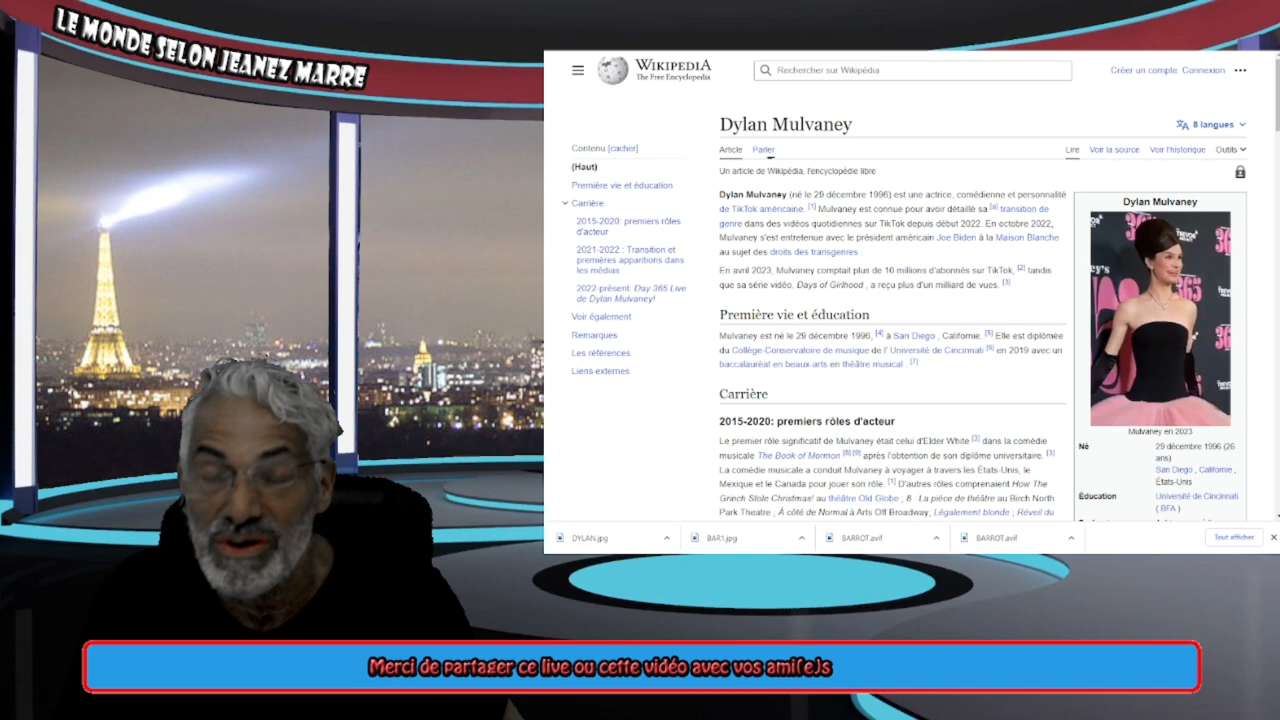 LE MONDE SELON JEANEZ MARRE
WIKIPEDIA
The Free Encyclopedia
Rechercher sur Wikipédia
Créer un compte Connexion
Dylan Mulvaney
8 langues
Contenu [cacher]
(Haut)
Première vie et éducation
Carrière
2015-2020: premiers rôles
d'acteur
2021-2022 : Transition et
premières apparitions dans
les médias
2022-présent: Day 365 Live
de Dylan Mulvaney!
Voir également
Remarques
Les références
Liens externes
Article Parler
Lire Voir la source Voir l'historique Outils
Un article de Wikipédia, l'encyclopédie libre
Dylan Mulvaney (né le 29 décembre 1996) est une actrice, comédienne et personnalité
de TikTok américaine. [1] Mulvaney est connue pour avoir détaillé sa [a] transition de
genre dans des vidéos quotidiennes sur TikTok depuis début 2022. En octobre 2022,
Mulvaney s'est entretenue avec le président américain Joe Biden à la Maison Blanche
au sujet des droits des transgenres .
En avril 2023, Mulvaney comptait plus de 10 millions d'abonnés sur TikTok, [2] tandis
que sa série vidéo, Days of Girlhood , a reçu plus d'un milliard de vues. [3]
Première vie et éducation
Mulvaney est né le 29 décembre 1996, [4] à San Diego , Californie. [5] Elle est diplômée
du Collège-Conservatoire de musique de l' Université de Cincinnati [6] en 2019 avec un
baccalauréat en beaux-arts en théâtre musical . [7]
Carrière
2015-2020: premiers rôles d'acteur
Le premier rôle significatif de Mulvaney était celui d'Elder White [3] dans la comédie
musicale The Book of Mormon [8] [9] après l'obtention de son diplôme universitaire. [3]
La comédie musicale a conduit Mulvaney à voyager à travers les États-Unis, le
Mexique et le Canada pour jouer son rôle. [1] D'autres rôles comprenaient How The
Grinch Stole Christmas! au théâtre Old Globe , 8 La pièce de théâtre au Birch North
Park Theatre , À côté de Normal à Arts Off Broadway, Légalement blonde ; Réveil du
Dylan Mulvaney
365
Mulvaney en 2023
Né 29 décembre 1996 (26
ans)
San Diego , Californie ,
États-Unis
Éducation Université de Cincinnati
( BFA )
DYLAN.jpg
BAR1.jpg
BARROT.avif
BARROT.avif
Tout afficher
Merci de partager ce live ou cette vidéo avec vos ami(e)s